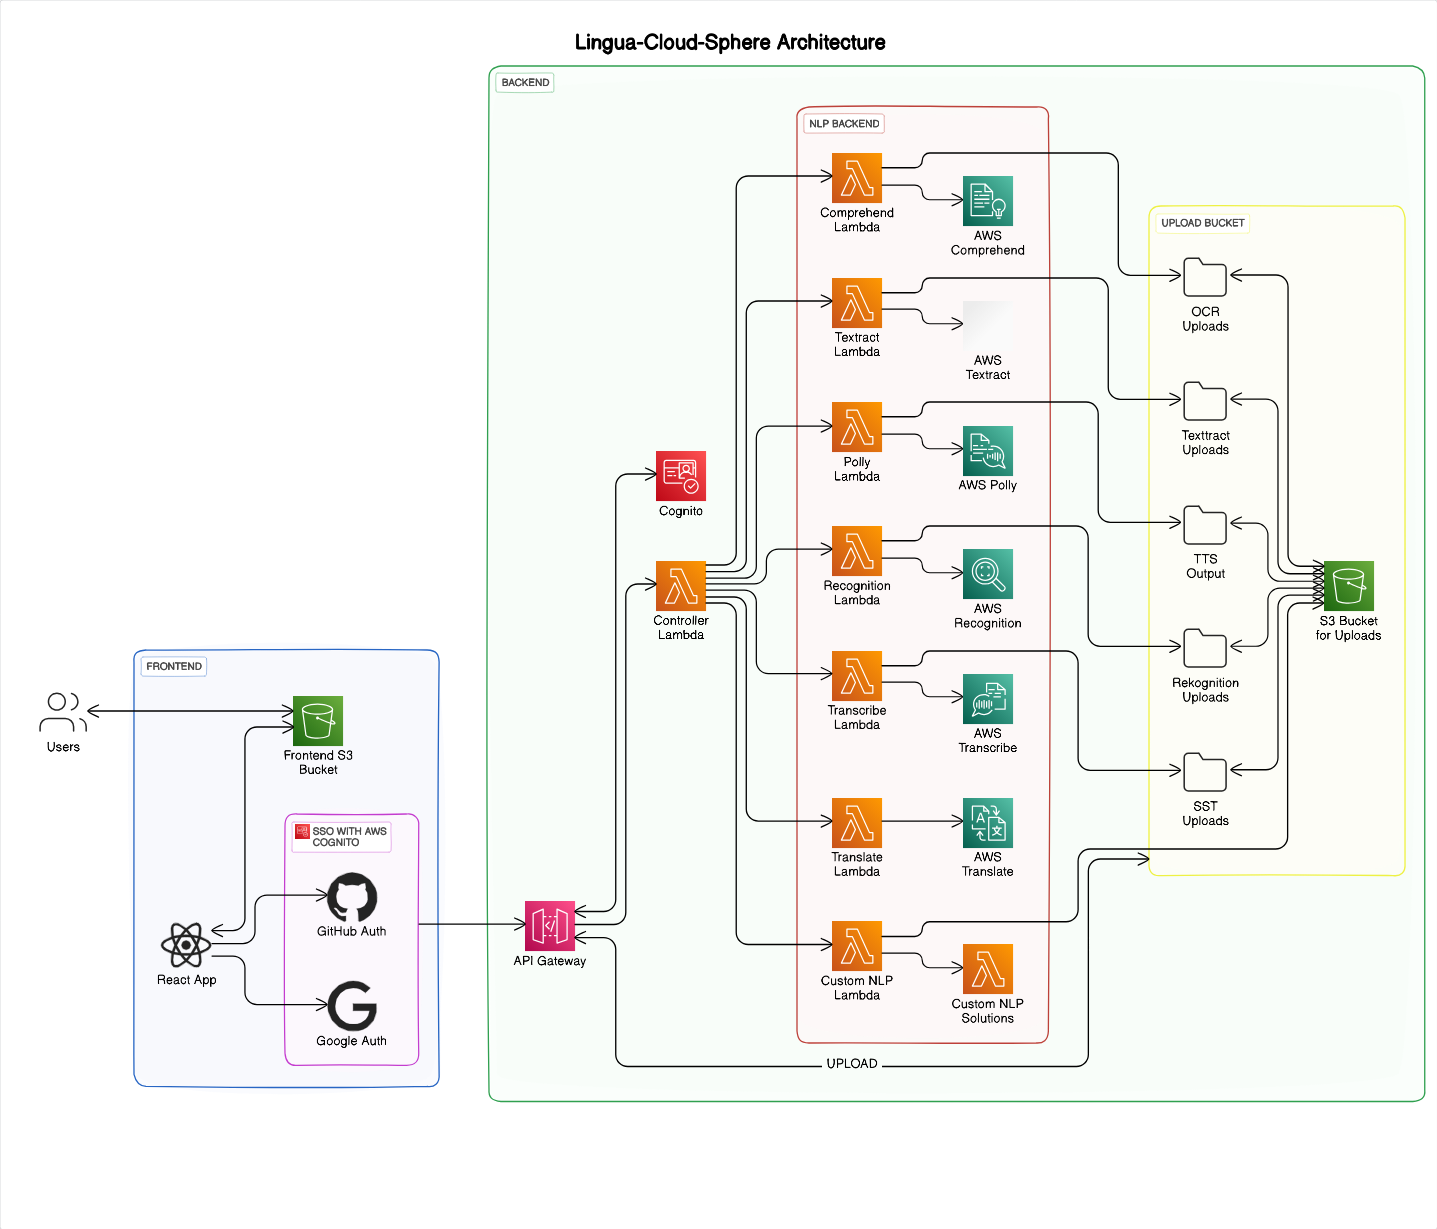 Lingua-Cloud-Sphere Architecture
BACKEND
NLP BACKEND
Comprehend
Lambda
AWS
Comprehend
UPLOAD BUCKET
OCR
Uploads
Textract
Lambda
AWS
Textract
Texttract
Uploads
Polly
Lambda
AWS Polly
Cognito
TTS
Output
Recognition
Lambda
AWS
Recognition
Controller
Lambda
S3 Bucket
for Uploads
FRONTEND
Rekognition
Uploads
Users
Frontend S3
Bucket
Transcribe
Lambda
AWS
Transcribe
SST
Uploads
SSO WITH AWS
COGNITO
Translate
Lambda
AWS
Translate
GitHub Auth
React App
API Gateway
Custom NLP
Lambda
Custom NLP
Solutions
Google Auth
UPLOAD